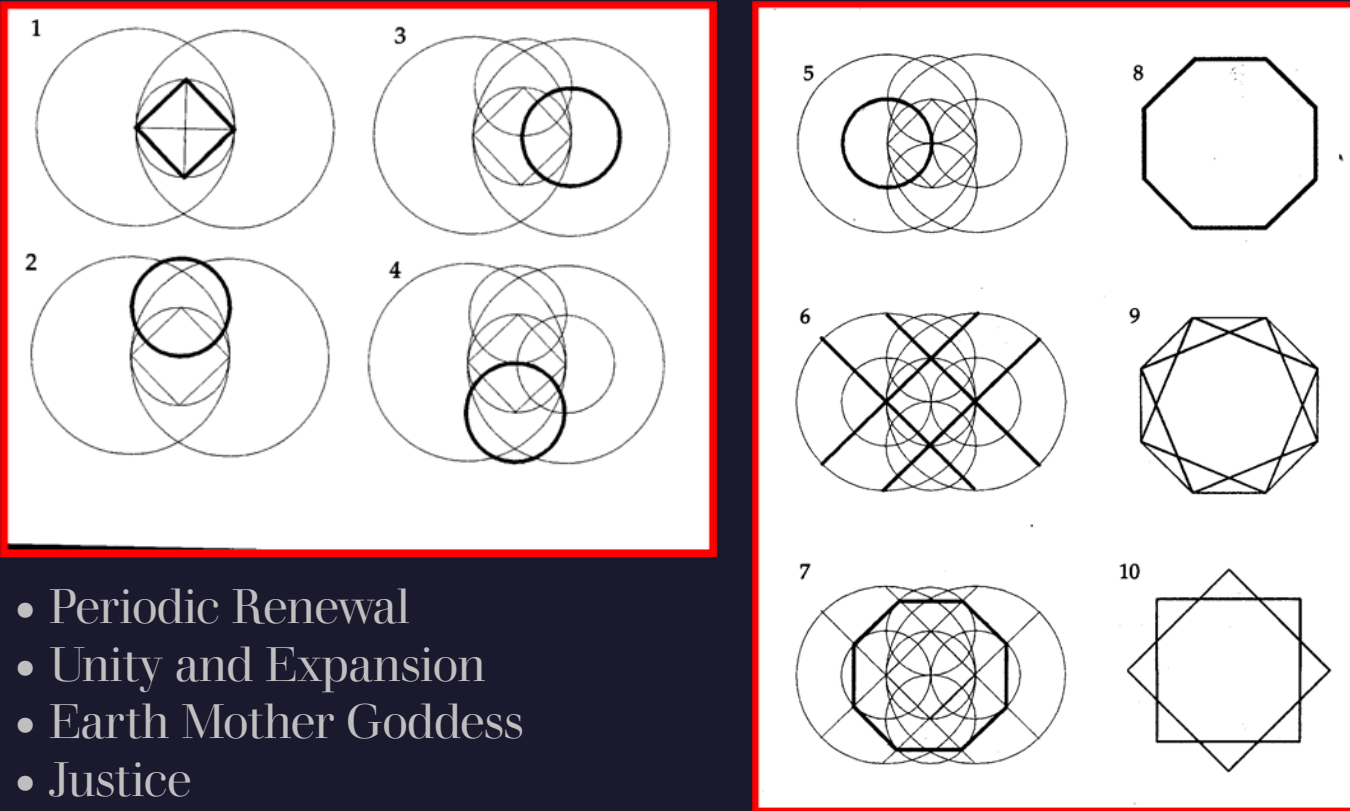 1
2
3
4
• Periodic Renewal
• Unity and Expansion
• Earth Mother Goddess
• Justice
5
6
7
8
9
10